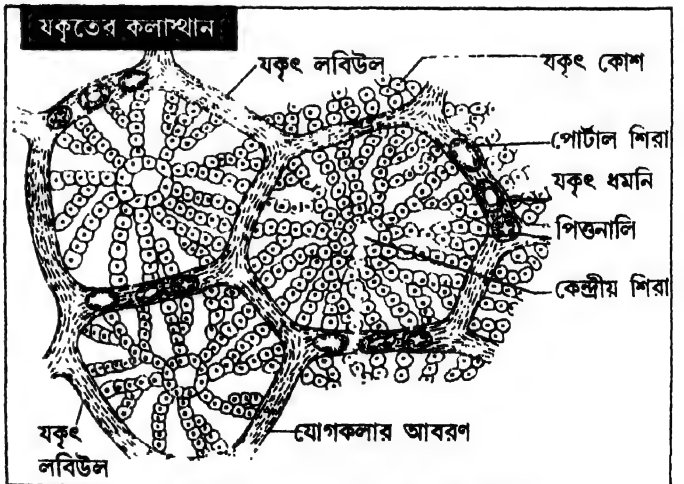 যকৃতের কলাস্থান
যকৃৎ লবিউল
যকৃৎ কোশ
পোর্টাল শিরা
যকৃৎ ধমনি
পিত্তনালি
কেন্দ্রীয় শিরা
যকৃৎ
লবিউল
যোগকলার আবরণ